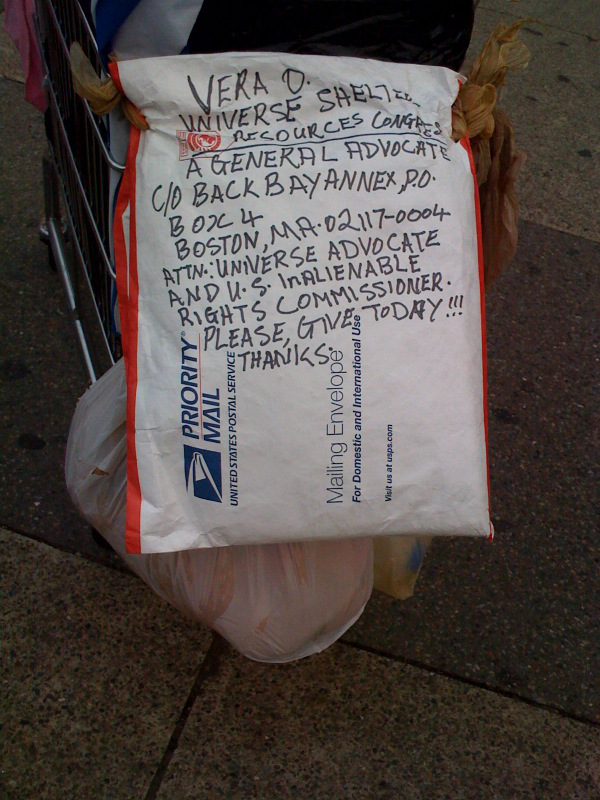 VERA D.
UNIVERSE SHELTER
RESOURCES CONGRESS
A GENERAL ADVOCATE
C/O BACK BAY ANNEX, P.O.
BOX 4
BOSTON, MA. 02117-0004
ATTN.: UNIVERSE ADVOCATE
AND U.S. InALIENABLE
RIGHTS COMMISSIONER.
PLEASE, GIVE TODAY!!!
THANKS.
PRIORITY®
MAIL
UNITED STATES POSTAL SERVICE
Mailing Envelope
For Domestic and International Use
Visit us at usps.com